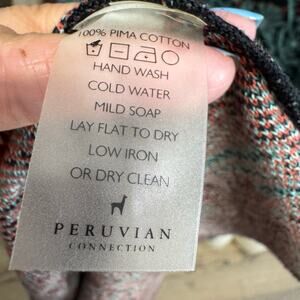 100% PIMA COTTON
HAND WASH
COLD WATER
MILD SOAP
LAY FLAT TO DRY
LOW IRON
OR DRY CLEAN
PERUVIAN
CONNECTION